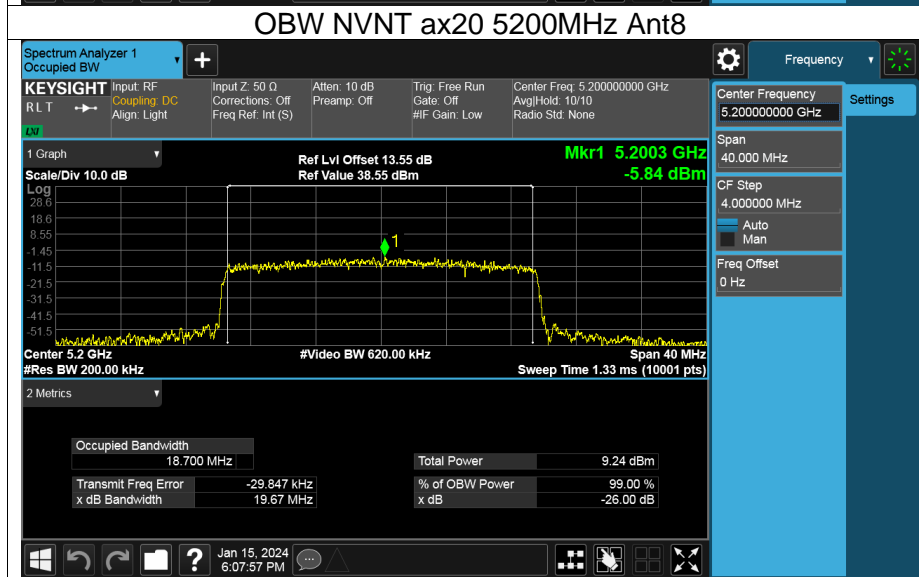 OBW NVNT ax20 5200MHz Ant8
Spectrum Analyzer 1
Occupied BW
+
Frequency
KEYSIGHT
RLT
LXI
Input: RF
Coupling: DC
Align: Light
Input Z: 50 Ω
Corrections: Off
Freq Ref: Int (S)
Atten: 10 dB
Preamp: Off
Trig: Free Run
Gate: Off
#IF Gain: Low
Center Freq: 5.200000000 GHz
Avg|Hold: 10/10
Radio Std: None
Center Frequency
5.200000000 GHz
Settings
Span
40.000 MHz
CF Step
4.000000 MHz
Auto
Man
Freq Offset
0 Hz
1 Graph
Scale/Div 10.0 dB
Ref Lvl Offset 13.55 dB
Ref Value 38.55 dBm
Mkr1 5.2003 GHz
-5.84 dBm
Log
28.6
18.6
8.55
-1.45
-11.5
-21.5
-31.5
-41.5
-51.5
1
Center 5.2 GHz
#Video BW 620.00 kHz
Span 40 MHz
#Res BW 200.00 kHz
Sweep Time 1.33 ms (10001 pts)
2 Metrics
Occupied Bandwidth
18.700 MHz
Total Power 9.24 dBm
Transmit Freq Error -29.847 kHz
% of OBW Power 99.00 %
x dB Bandwidth 19.67 MHz
x dB -26.00 dB
?
Jan 15, 2024
6:07:57 PM